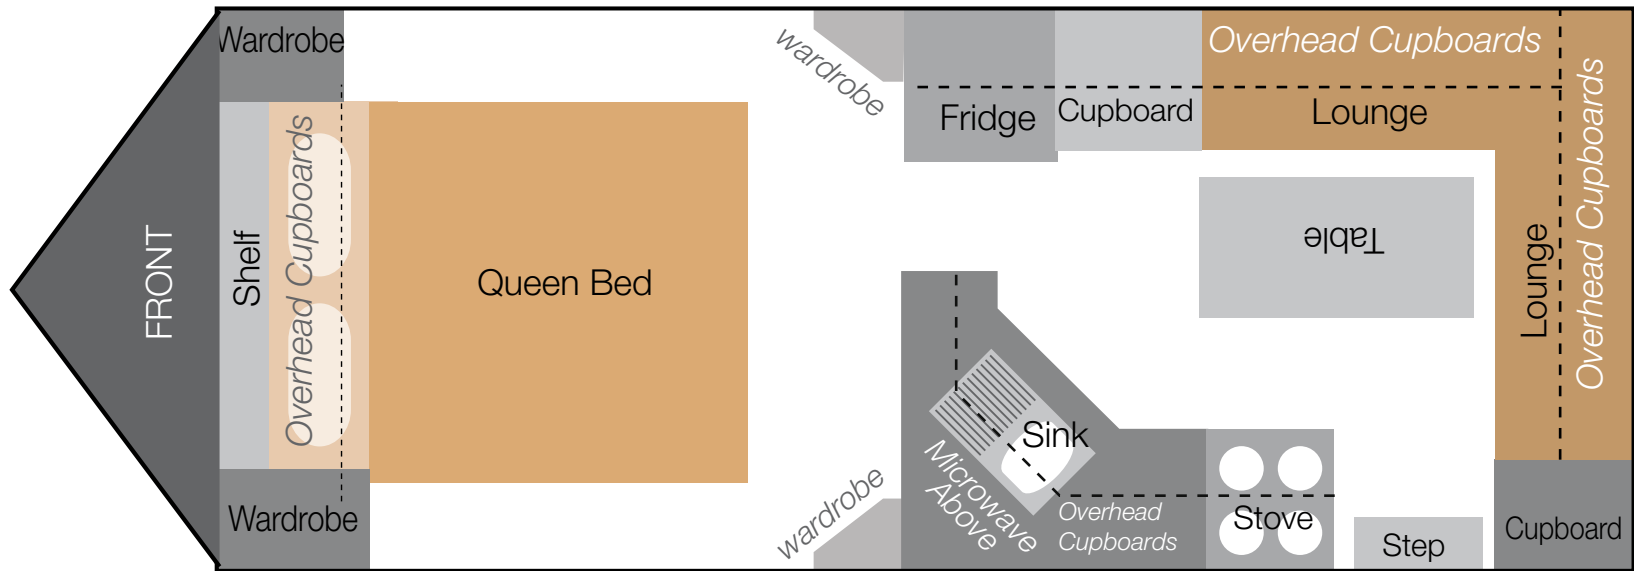 Wardrobe
wardrobe
Overhead Cupboards
Fridge
Cupboard
Lounge
Overhead Cupboards
FRONT
Shelf
Overhead Cupboards
Queen Bed
Table
Lounge
Sink
Microwave
Above
Wardrobe
wardrobe
Overhead
Cupboards
Stove
Step
Cupboard